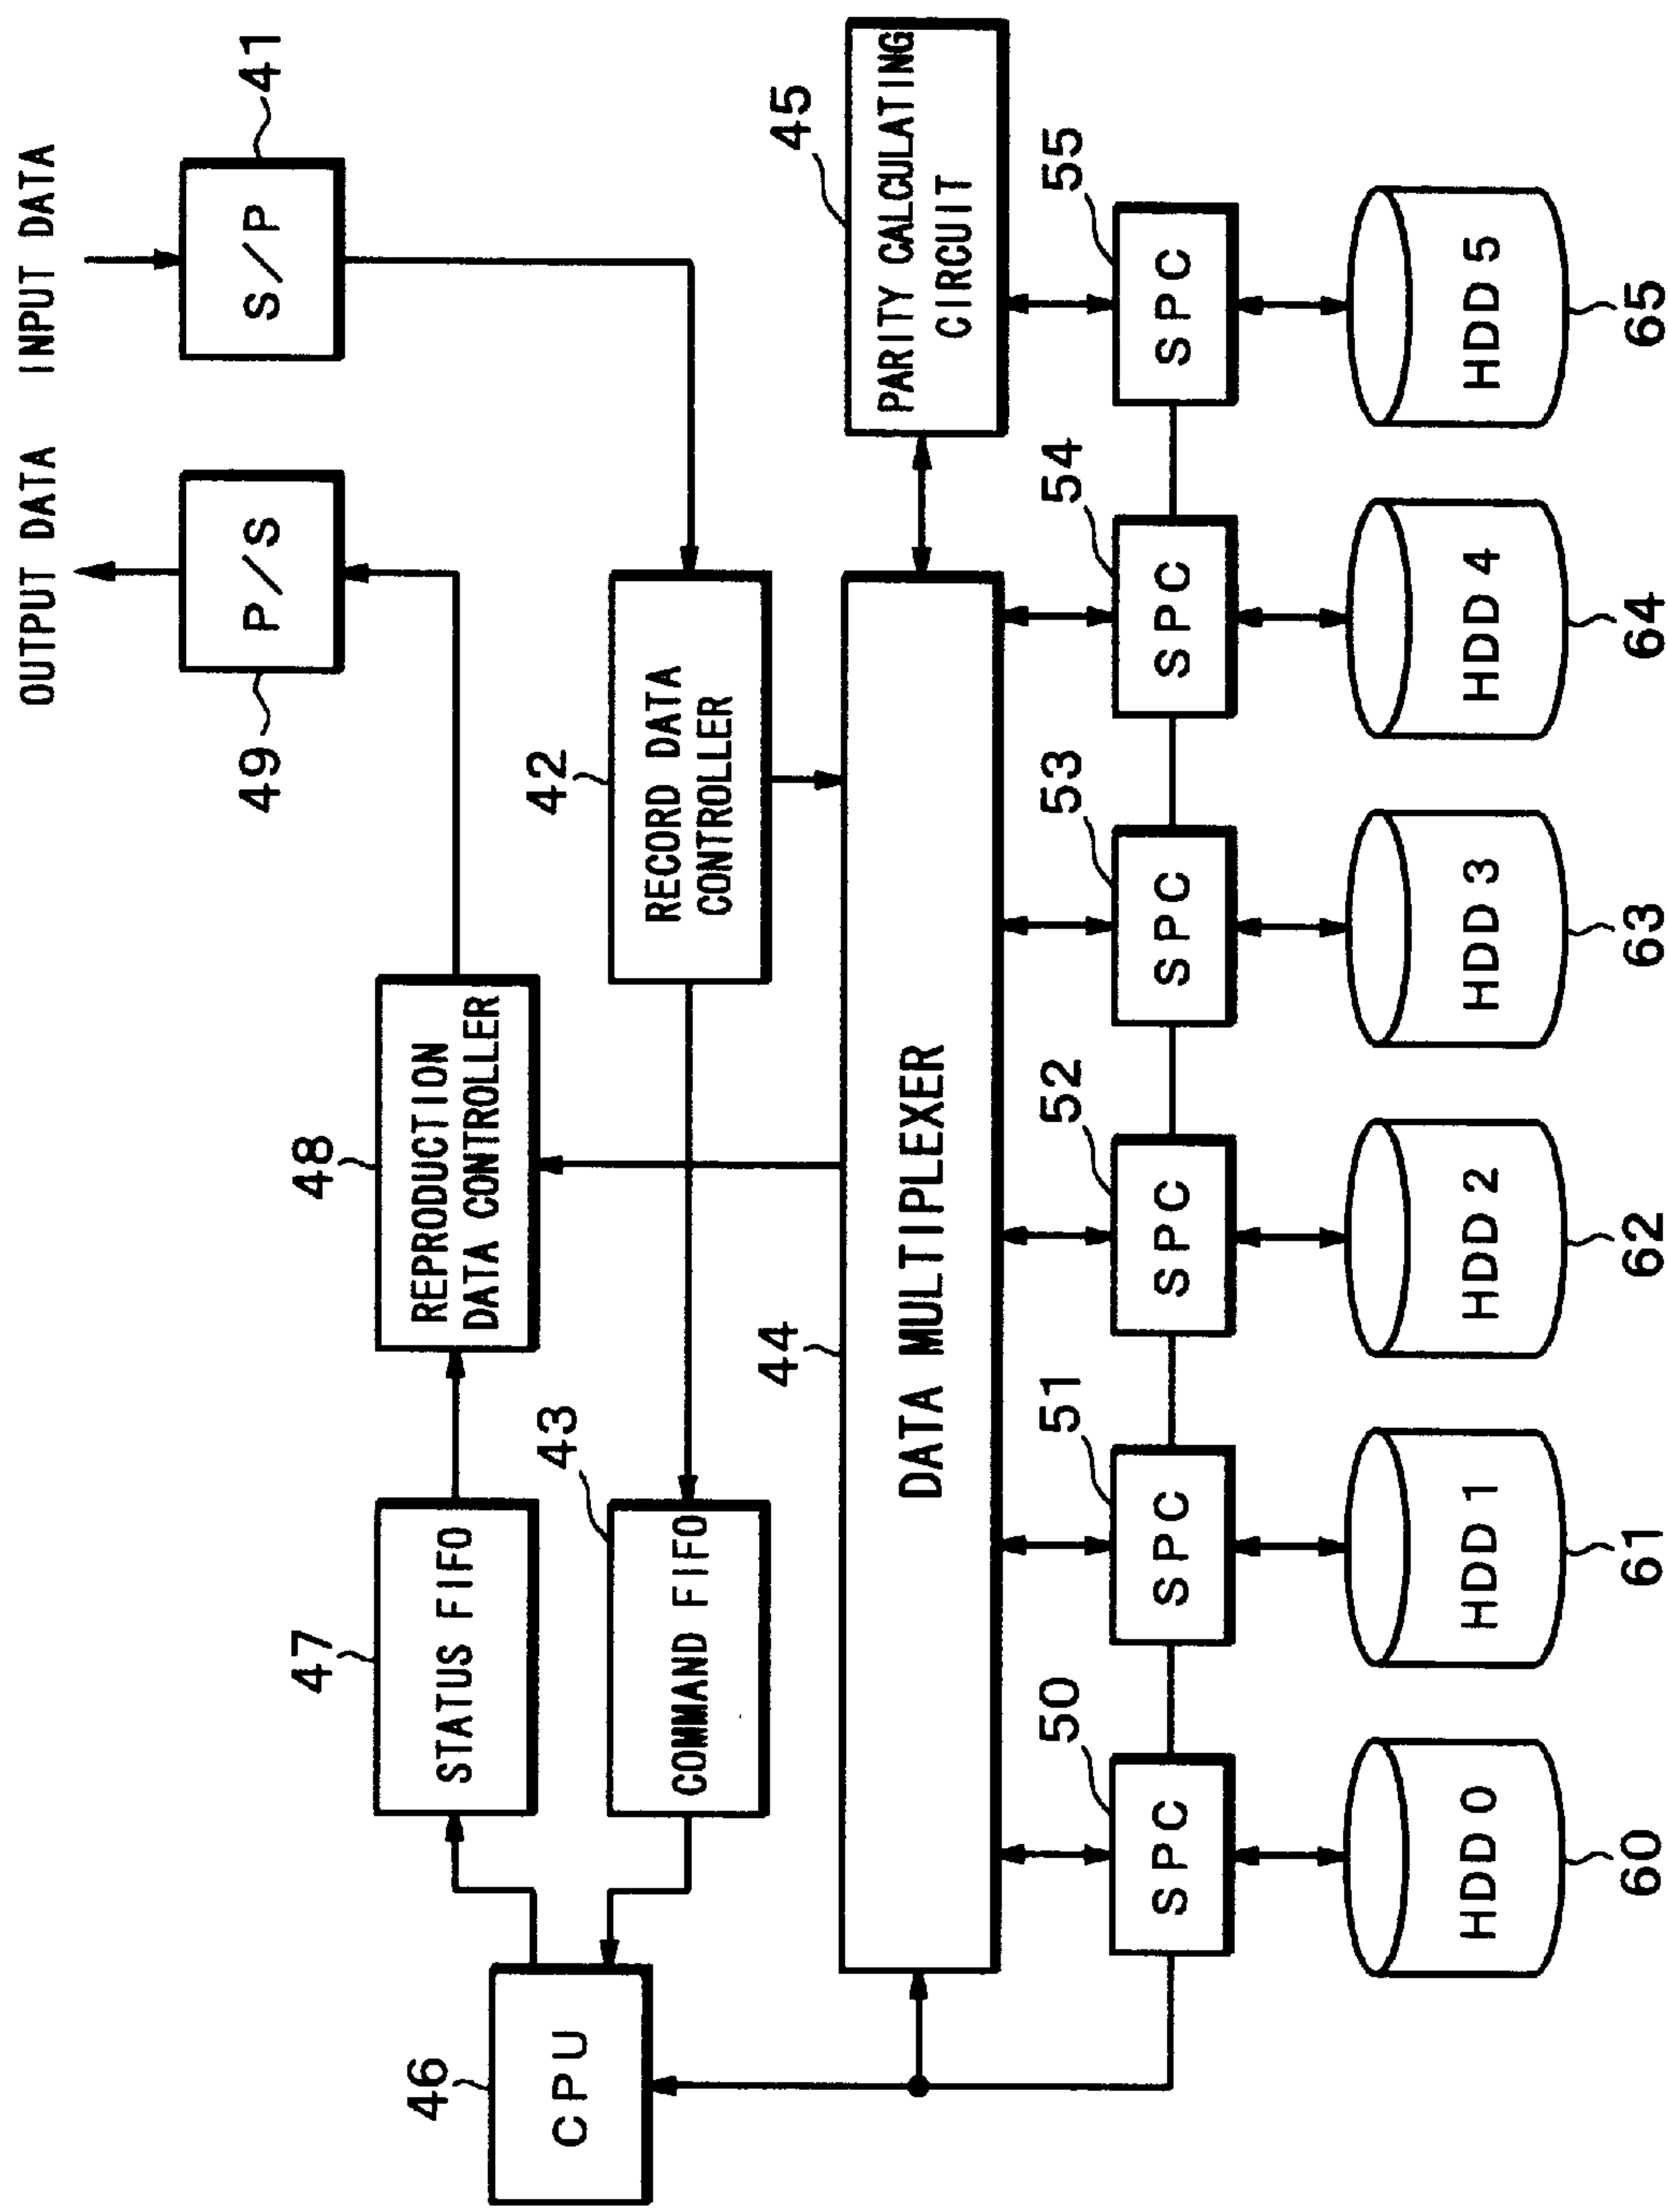 OUTPUT DATA
INPUT DATA
49
P/S
S/P
41
48
47
STATUS FIFO
REPRODUCTION
DATA CONTROLLER
46
CPU
43
COMMAND FIFO
42
RECORD DATA
CONTROLLER
44
DATA MULTIPLEXER
45
PARITY CALCULATING
CIRCUIT
50
51
52
53
54
55
SPC
SPC
SPC
SPC
SPC
SPC
HDD 0
HDD 1
HDD 2
HDD 3
HDD 4
HDD 5
60
61
62
63
64
65